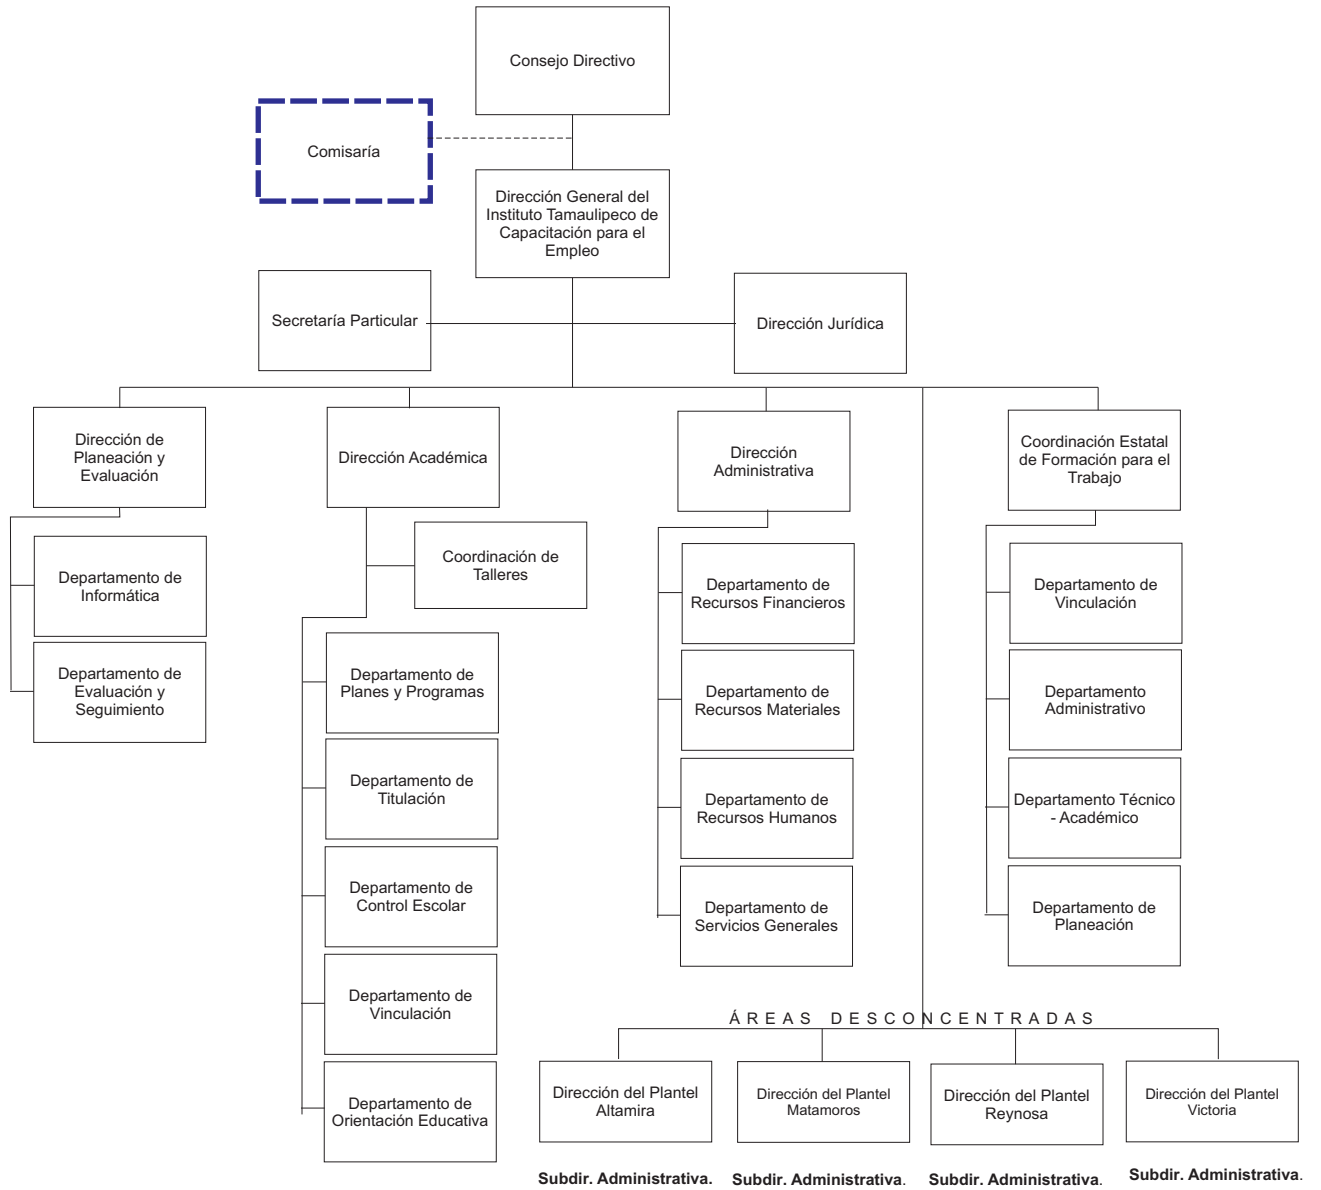 Consejo Directivo
Comisaría
Dirección General del
Instituto Tamaulipeco de
Capacitación para el
Empleo
Secretaría Particular
Dirección Jurídica
Dirección de
Planeación y
Evaluación
Departamento de
Informática
Departamento de
Evaluación y
Seguimiento
Dirección Académica
Coordinación de
Talleres
Departamento de
Planes y Programas
Departamento de
Titulación
Departamento de
Control Escolar
Departamento de
Vinculación
Departamento de
Orientación Educativa
Dirección
Administrativa
Departamento de
Recursos Financieros
Departamento de
Recursos Materiales
Departamento de
Recursos Humanos
Departamento de
Servicios Generales
Coordinación Estatal
de Formación para el
Trabajo
Departamento de
Vinculación
Departamento
Administrativo
Departamento Técnico
- Académico
Departamento de
Planeación
ÁREAS DESCONCENTRADAS
Dirección del Plantel
Altamira
Subdir. Administrativa.
Dirección del Plantel
Matamoros
Subdir. Administrativa.
Dirección del Plantel
Reynosa
Subdir. Administrativa.
Dirección del Plantel
Victoria
Subdir. Administrativa.